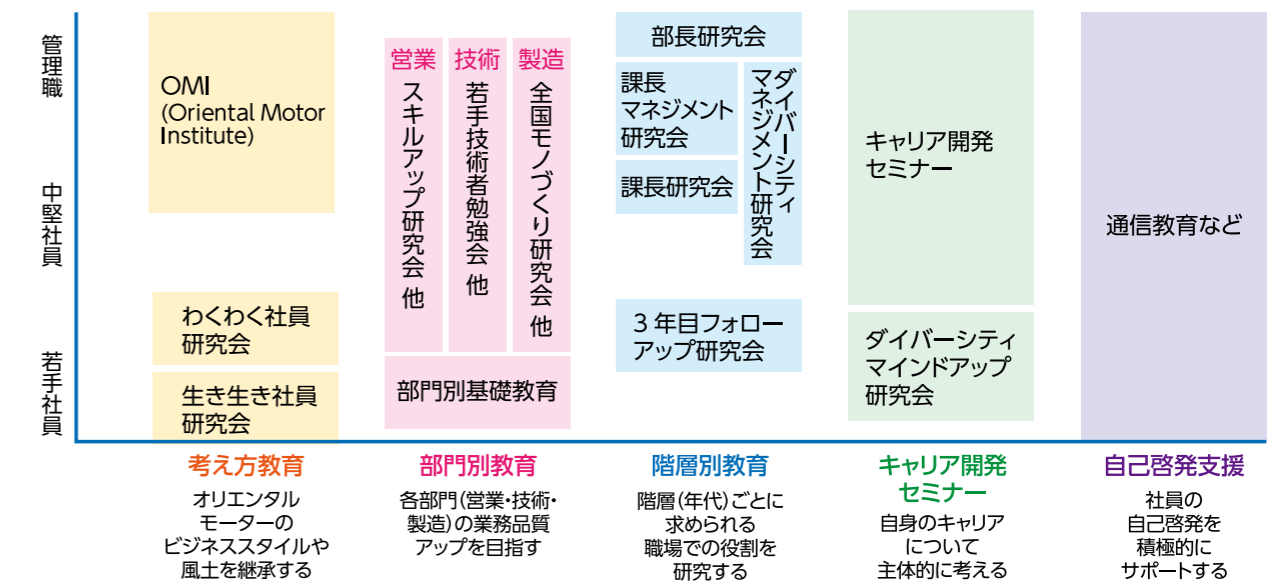 管理職
中堅社員
若手社員
OMI
(Oriental Motor
Institute)
わくわく社員
研究会
生き生き社員
研究会
営業
スキルアップ研究会 他
技術
若手技術者勉強会 他
製造
全国モノづくり研究会 他
部門別基礎教育
部長研究会
課長
マネジメント
研究会
課長研究会
ダイバーシティ
マネジメント研究会
3年目フォロー
アップ研究会
キャリア開発
セミナー
ダイバーシティ
マインドアップ
研究会
通信教育など
考え方教育
オリエンタル
モーターの
ビジネススタイルや
風土を継承する
部門別教育
各部門(営業・技術・
製造)の業務品質
アップを目指す
階層別教育
階層(年代)ごとに
求められる
職場での役割を
研究する
キャリア開発
セミナー
自身のキャリア
について
主体的に考える
自己啓発支援
社員の
自己啓発を
積極的に
サポートする